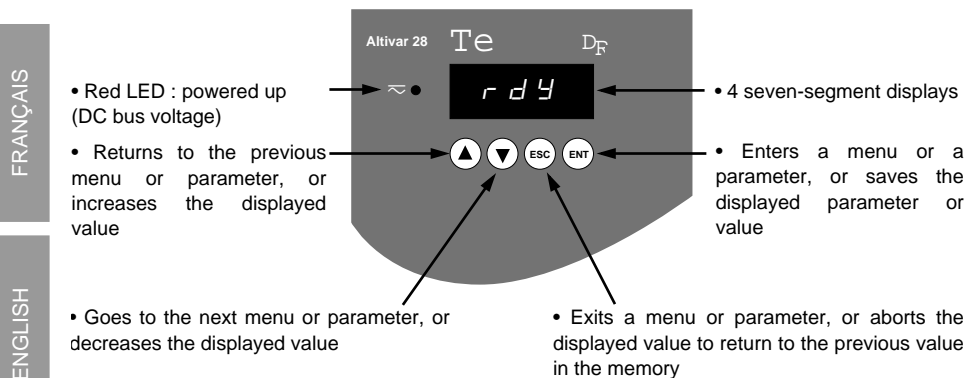 FRANÇAIS
ENGLISH
Altivar 28 Te DF
rdY
ESC ENT
• Red LED : powered up
(DC bus voltage)
• 4 seven-segment displays
• Returns to the previous
menu or parameter, or
increases the displayed
value
• Enters a menu or a
parameter, or saves the
displayed parameter or
value
• Goes to the next menu or parameter, or
decreases the displayed value
• Exits a menu or parameter, or aborts the
displayed value to return to the previous value
in the memory